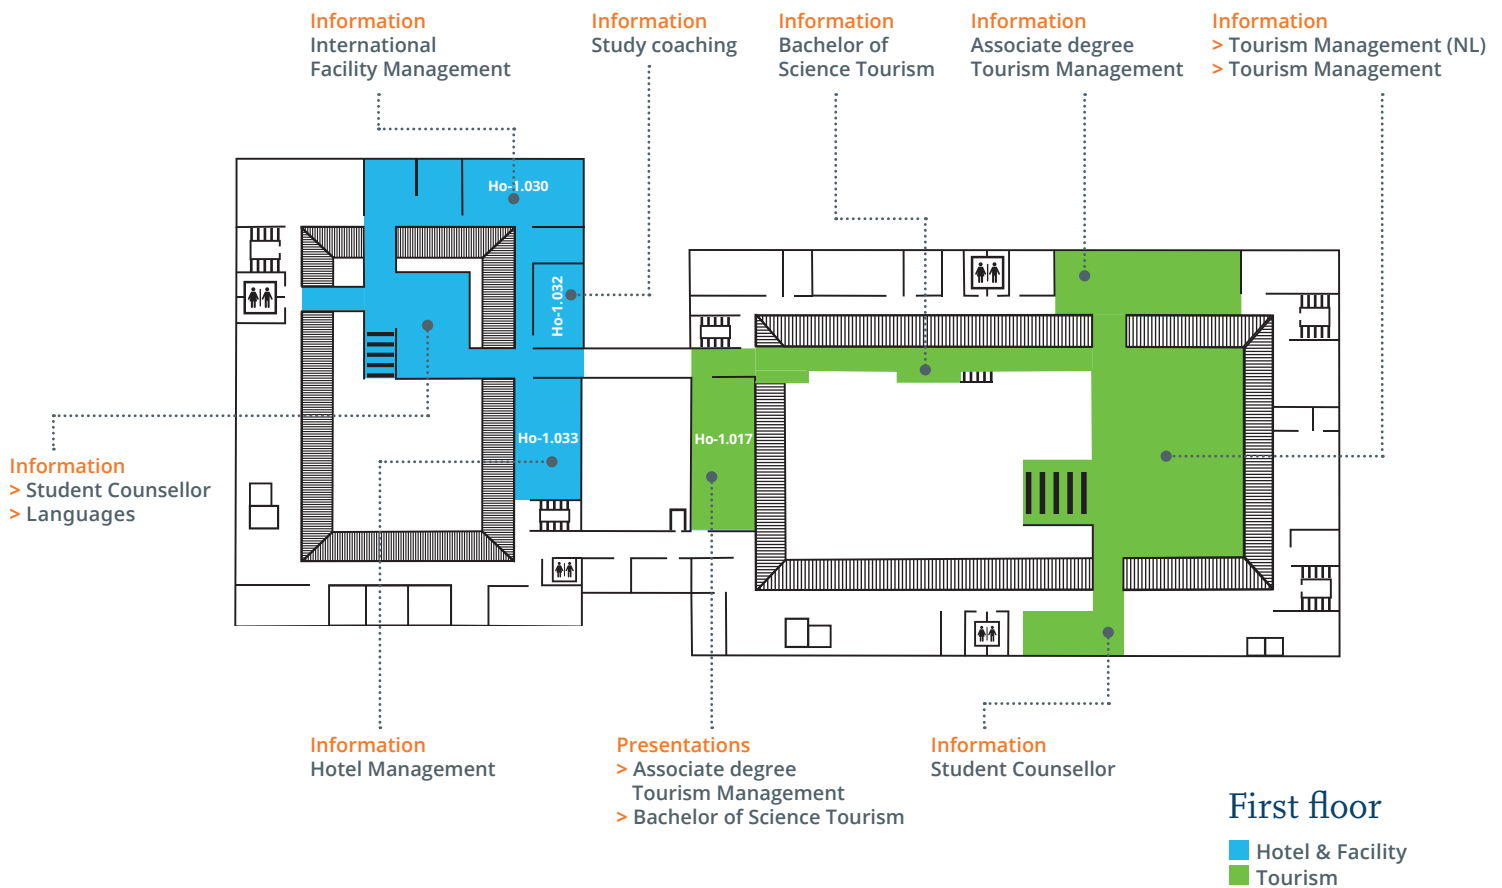 Information
International
Facility Management
Information
Study coaching
Information
Bachelor of
Science Tourism
Information
Associate degree
Tourism Management
Information
> Tourism Management (NL)
> Tourism Management
Ho-1.030
Ho-1.032
Ho-1.033
Ho-1.017
Information
> Student Counsellor
> Languages
Information
Hotel Management
Presentations
> Associate degree
Tourism Management
> Bachelor of Science Tourism
Information
Student Counsellor
First floor
Hotel & Facility
Tourism